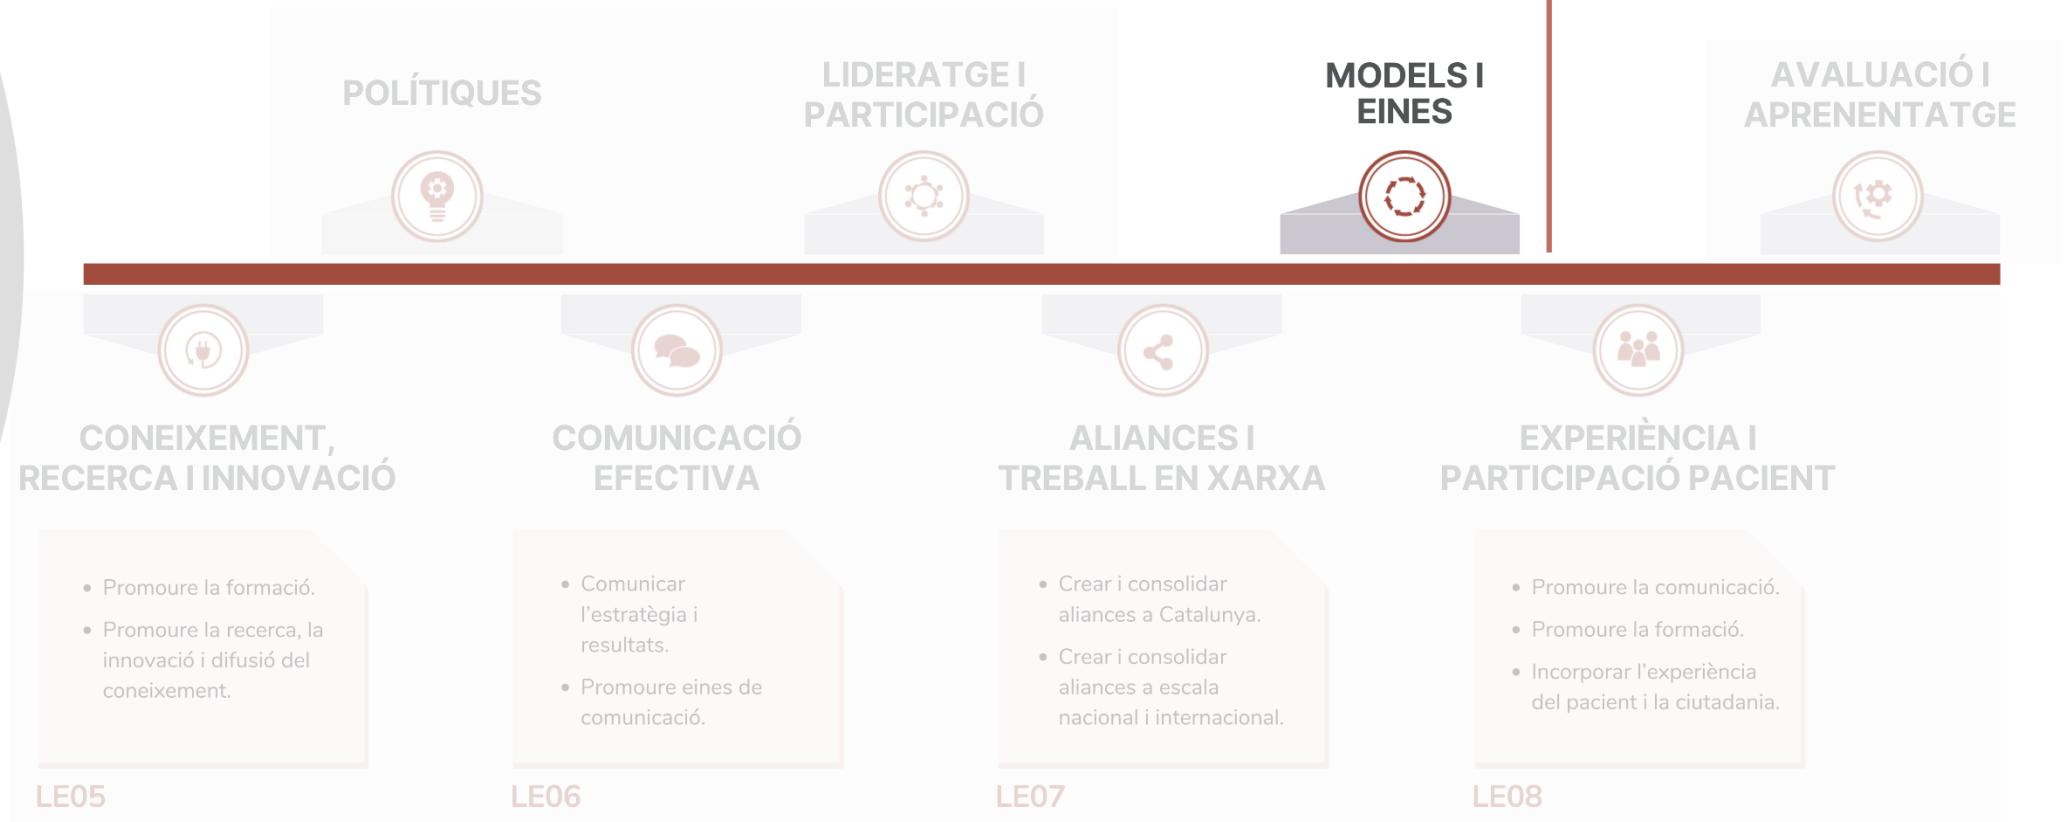 POLÍTIQUES
LIDERATGE I
PARTICIPACIÓ
MODELS I
EINES
AVALUACIÓ I
APRENENTATGE
CONEIXEMENT,
RECERCA I INNOVACIÓ
COMUNICACIÓ
EFECTIVA
ALIANCES I
TREBALL EN XARXA
EXPERIÈNCIA I
PARTICIPACIÓ PACIENT
• Promoure la formació.
• Promoure la recerca, la
innovació i difusió del
coneixement.
LE05
• Comunicar
l'estratègia i
resultats.
• Promoure eines de
comunicació.
LE06
• Crear i consolidar
aliances a Catalunya.
• Crear i consolidar
aliances a escala
nacional i internacional.
LE07
• Promoure la comunicació.
• Promoure la formació.
• Incorporar l'experiència
del pacient i la ciutadania.
LE08